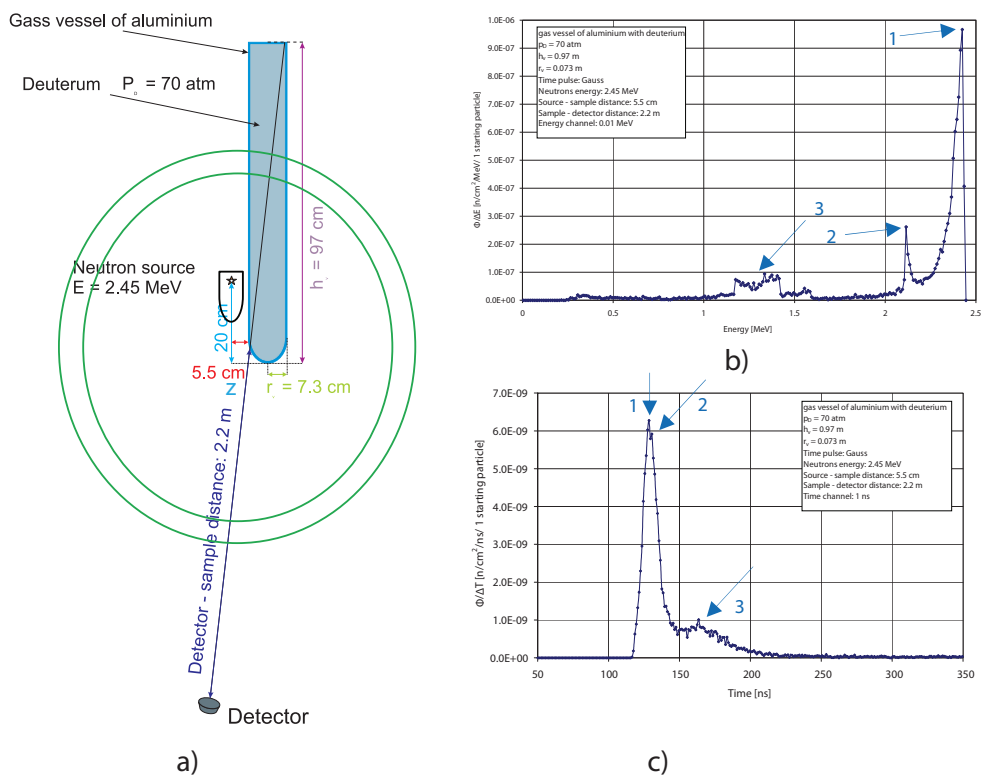 Gass vessel of aluminium
Deuterum P₀ = 70 atm
Neutron source
E = 2.45 MeV
h = 97 cm
20 cm
5.5 cm
z
r = 7.3 cm
Detector - sample distance: 2.2 m
Detector
a)
Φ/ΔE [n/cm²/MeV/ 1 starting particle]
1.0E-06
9.0E-07
8.0E-07
7.0E-07
6.0E-07
5.0E-07
4.0E-07
3.0E-07
2.0E-07
1.0E-07
0.0E+00
gas vessel of aluminium with deuterium
p_D = 70 atm
h_v = 0.97 m
r_v = 0.073 m
Time pulse: Gauss
Neutrons energy: 2.45 MeV
Source - sample distance: 5.5 cm
Sample - detector distance: 2.2 m
Energy channel: 0.01 MeV
1
2
3
0 0.5 1 1.5 2 2.5
Energy [MeV]
b)
Φ/ΔT [n/cm²/ns/ 1 starting particle]
7.0E-09
6.0E-09
5.0E-09
4.0E-09
3.0E-09
2.0E-09
1.0E-09
0.0E+00
1
2
3
gas vessel of aluminium with deuterium
p_D = 70 atm
h_v = 0.97 m
r_v = 0.073 m
Time pulse: Gauss
Neutrons energy: 2.45 MeV
Source - sample distance: 5.5 cm
Sample - detector distance: 2.2 m
Time channel: 1 ns
50 100 150 200 250 300 350
Time [ns]
c)